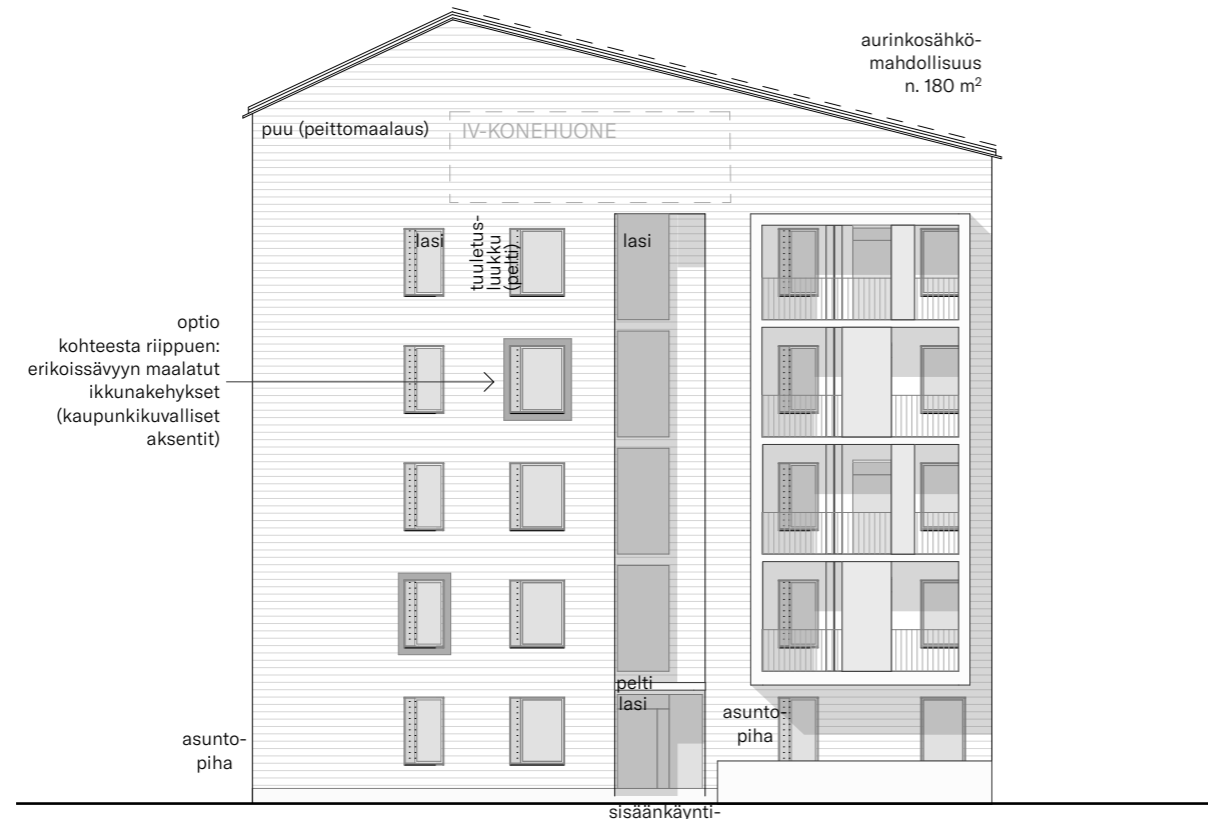 aurinkosähkö-
mahdollisuus
n. 180 m²
puu (peittomaalaus)
IV-KONEHUONE
lasi
tuuletus-
luukku
(pelti)
lasi
optio
kohteesta riippuen:
erikoissävyyn maalatut
ikkunakehykset
(kaupunkikuvalliset
aksentit)
pelti
lasi
asunto-
piha
asunto-
piha
sisäänkäynti-